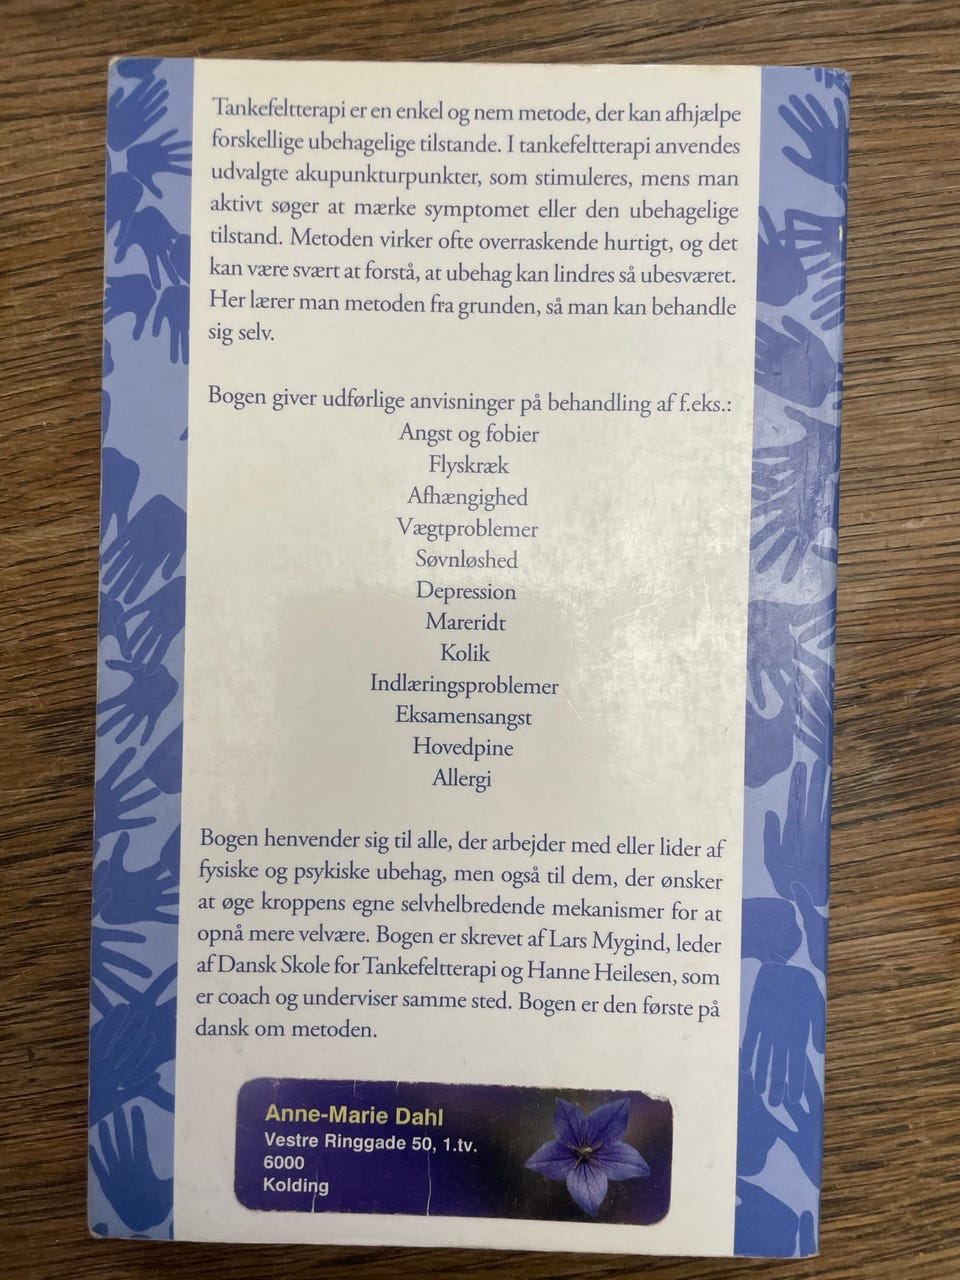 Tankefeltterapi er en enkel og nem metode, der kan afhjælpe
forskellige ubehagelige tilstande. I tankefeltterapi anvendes
udvalgte akupunkturpunkter, som stimuleres, mens man
aktivt søger at mærke symptomet eller den ubehagelige
tilstand. Metoden virker ofte overraskende hurtigt, og det
kan være svært at forstå, at ubehag kan lindres så ubesværet.
Her lærer man metoden fra grunden, så man kan behandle
sig selv.
Bogen giver udførlige anvisninger på behandling af f.eks.:
Angst og fobier
Flyskræk
Afhængighed
Vægtproblemer
Søvnløshed
Depression
Mareridt
Kolik
Indlæringsproblemer
Eksamensangst
Hovedpine
Allergi
Bogen henvender sig til alle, der arbejder med eller lider af
fysiske og psykiske ubehag, men også til dem, der ønsker
at øge kroppens egne selvhelbredende mekanismer for at
opnå mere velvære. Bogen er skrevet af Lars Mygind, leder
af Dansk Skole for Tankefeltterapi og Hanne Heilesen, som
er coach og underviser samme sted. Bogen er den første på
dansk om metoden.
Anne-Marie Dahl
Vestre Ringgade 50, 1.tv.
6000
Kolding